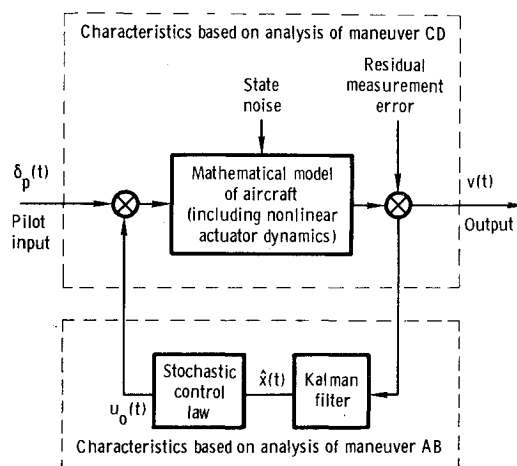 Characteristics based on analysis of maneuver CD
State
noise
Residual
measurement
error
δp(t)
Pilot
input
Mathematical model
of aircraft
(including nonlinear
actuator dynamics)
v(t)
Output
Stochastic
control
law
x̂(t)
Kalman
filter
uo(t)
Characteristics based on analysis of maneuver AB